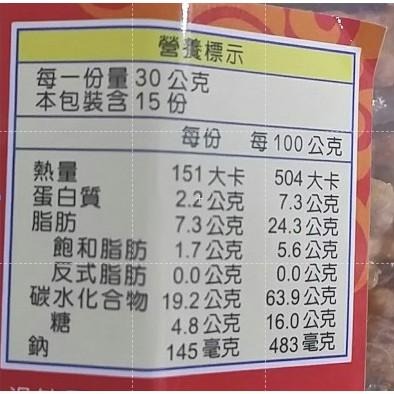 營養標示
每一份量 30 公克
本包裝含 15 份
每份 每 100 公克
熱量 151 大卡 504 大卡
蛋白質 2.2 公克 7.3 公克
脂肪 7.3 公克 24.3 公克
飽和脂肪 1.7 公克 5.6 公克
反式脂肪 0.0 公克 0.0 公克
碳水化合物 19.2 公克 63.9 公克
糖 4.8 公克 16.0 公克
鈉 145 毫克 483 毫克